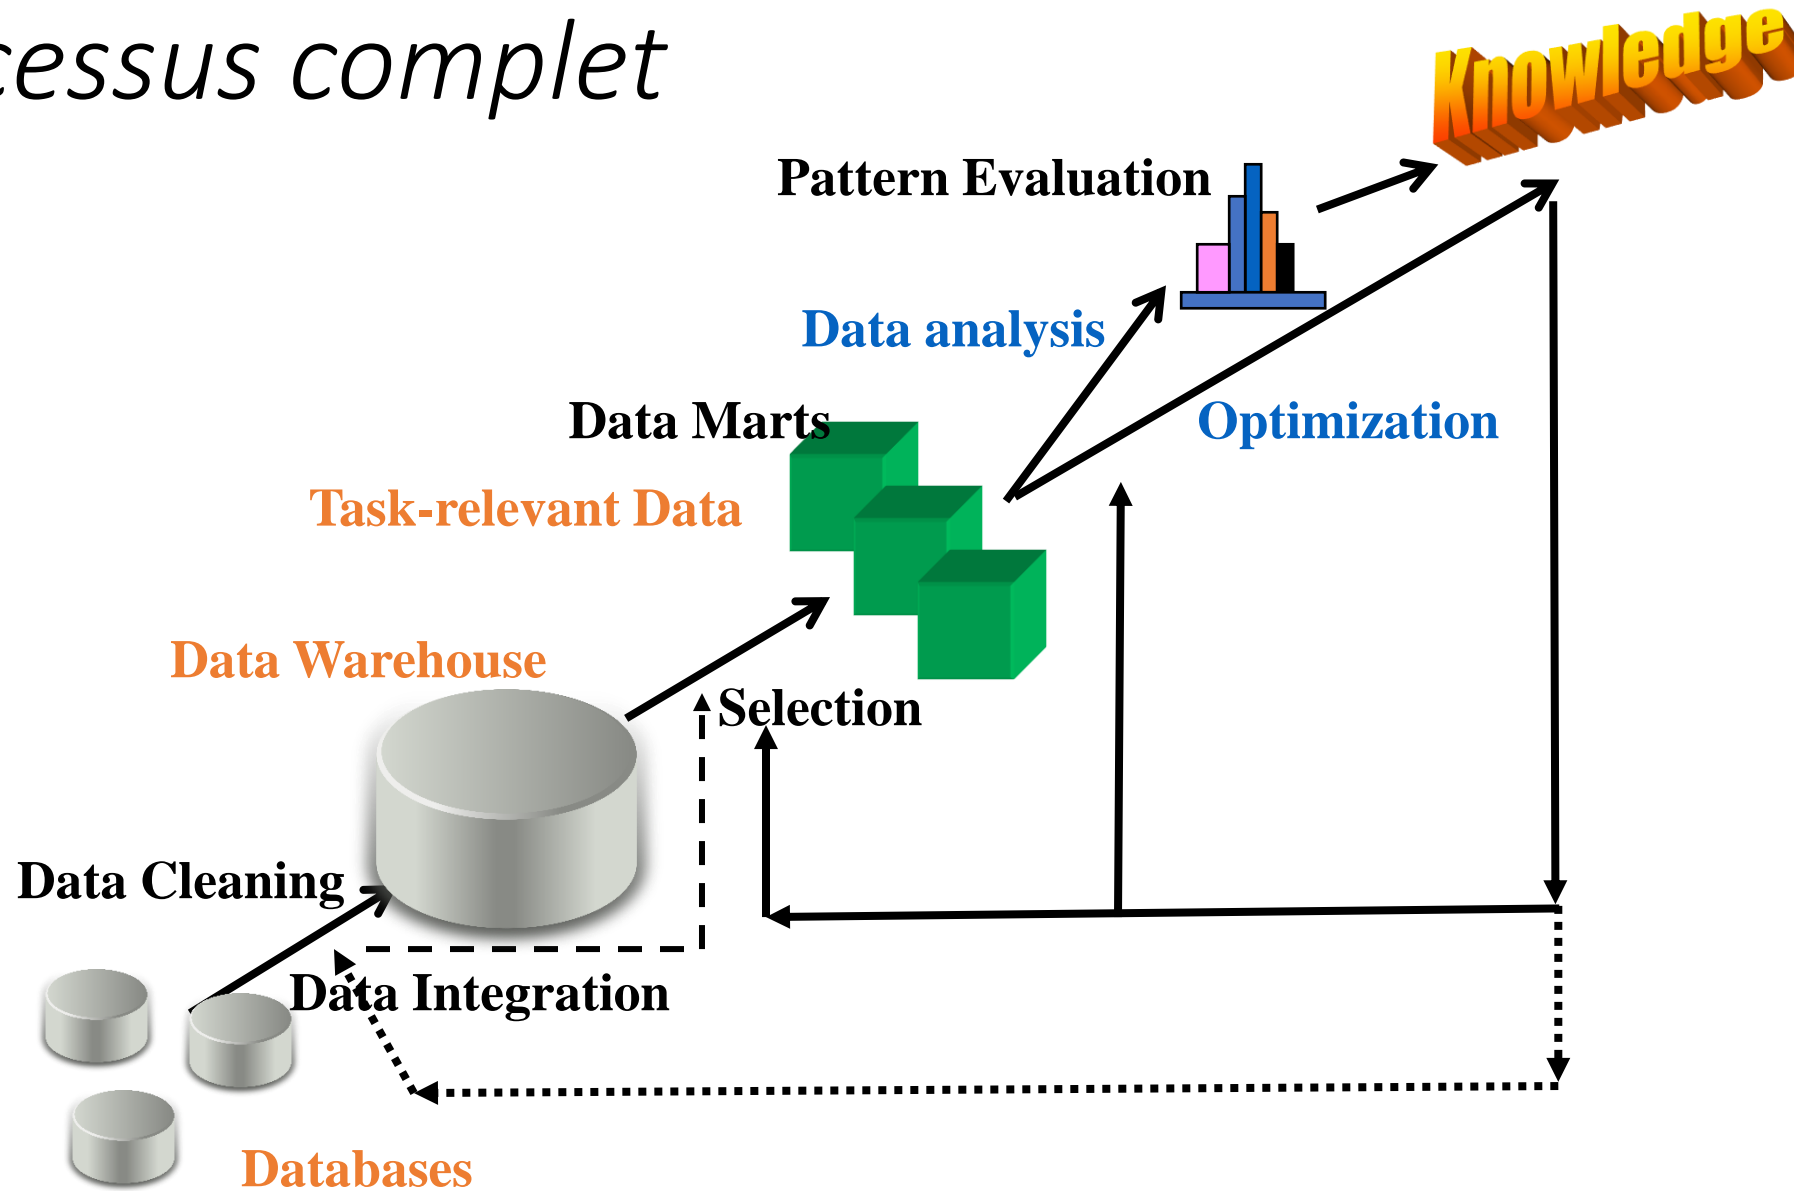 cessus complet
Knowledge
Pattern Evaluation
Data analysis
Data Marts
Optimization
Task-relevant Data
Data Warehouse
Selection
Data Cleaning
Data Integration
Databases